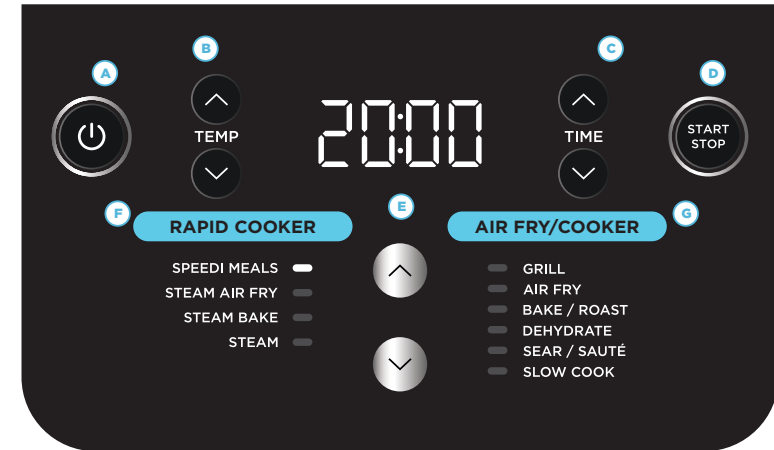 B
C
A
D
TEMP
20:00
TIME
START
STOP
E
F
G
RAPID COOKER
AIR FRY/COOKER
SPEEDI MEALS
STEAM AIR FRY
STEAM BAKE
STEAM
GRILL
AIR FRY
BAKE / ROAST
DEHYDRATE
SEAR / SAUTÉ
SLOW COOK